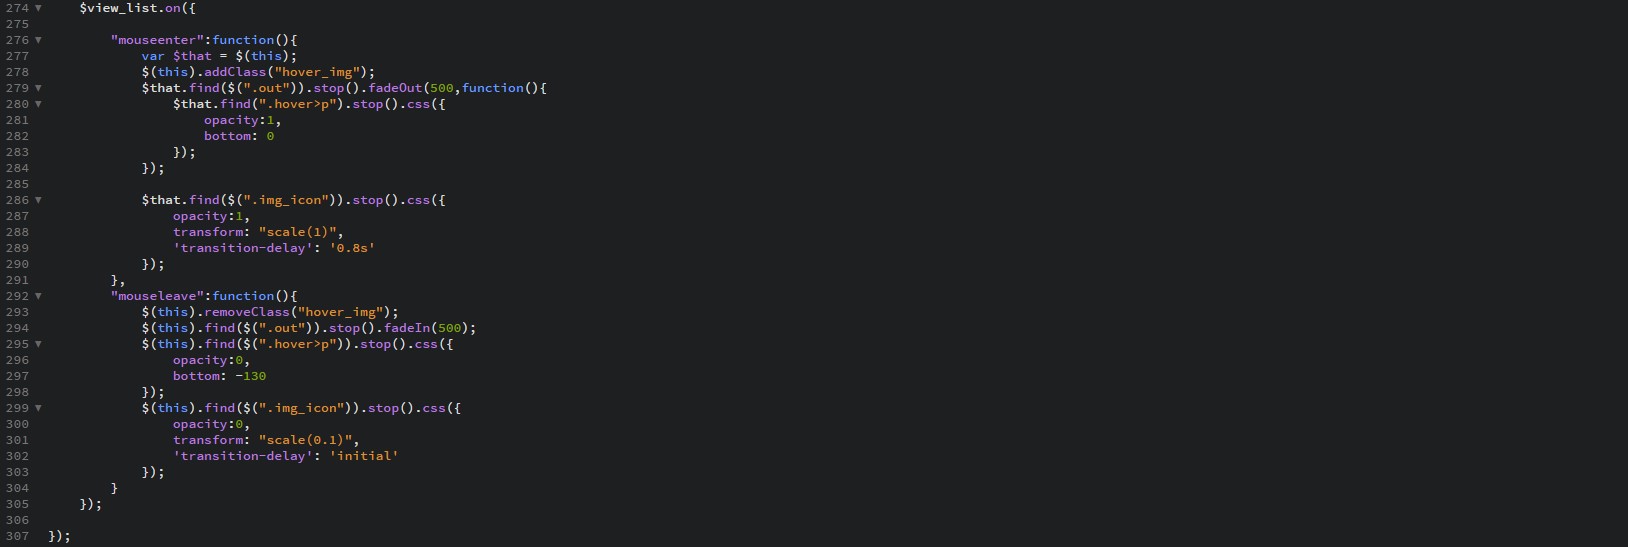 274 ▼ $view_list.on({
275
276 ▼ "mouseenter":function(){
277 var $that = $(this);
278 $(this).addClass("hover_img");
279 ▼ $that.find($(".out")).stop().fadeOut(500,function(){
280 ▼ $that.find(".hover>p").stop().css({
281 opacity:1,
282 bottom: 0
283 });
284 });
285
286 ▼ $that.find($(".img_icon")).stop().css({
287 opacity:1,
288 transform: "scale(1)",
289 'transition-delay': '0.8s'
290 });
291 },
292 ▼ "mouseleave":function(){
293 $(this).removeClass("hover_img");
294 $(this).find($(".out")).stop().fadeIn(500);
295 ▼ $(this).find($(".hover>p")).stop().css({
296 opacity:0,
297 bottom: -130
298 });
299 ▼ $(this).find($(".img_icon")).stop().css({
300 opacity:0,
301 transform: "scale(0.1)",
302 'transition-delay': 'initial'
303 });
304 }
305 });
306
307 });